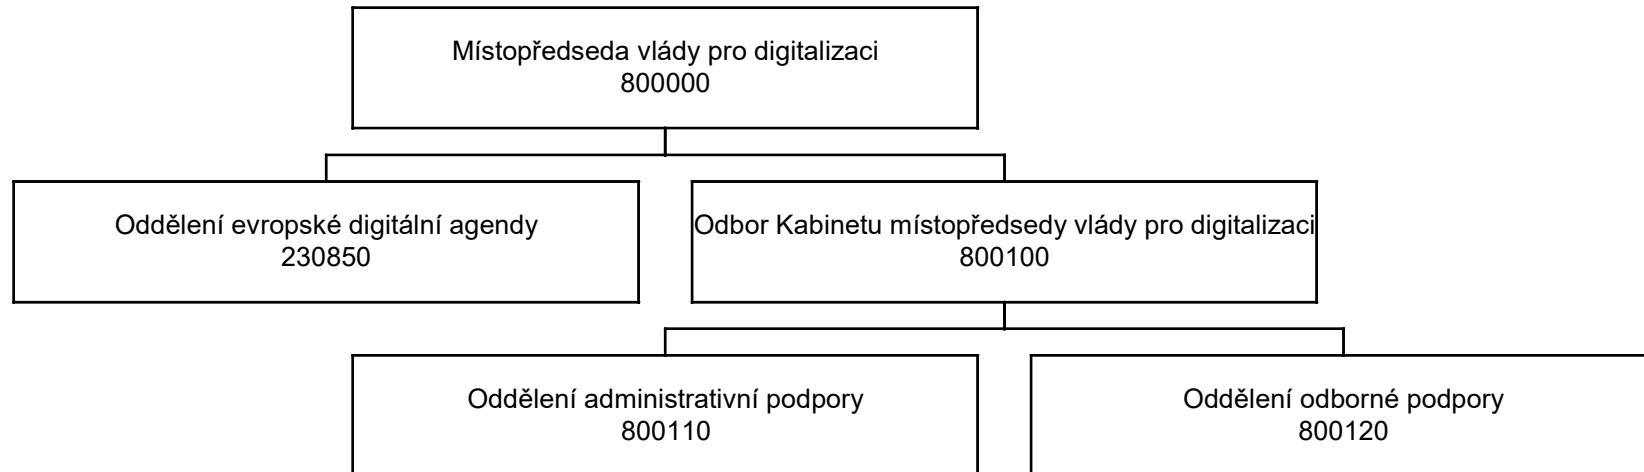 Místopředseda vlády pro digitalizaci
800000
Oddělení evropské digitální agendy
230850
Odbor Kabinetu místopředsedy vlády pro digitalizaci
800100
Oddělení administrativní podpory
800110
Oddělení odborné podpory
800120